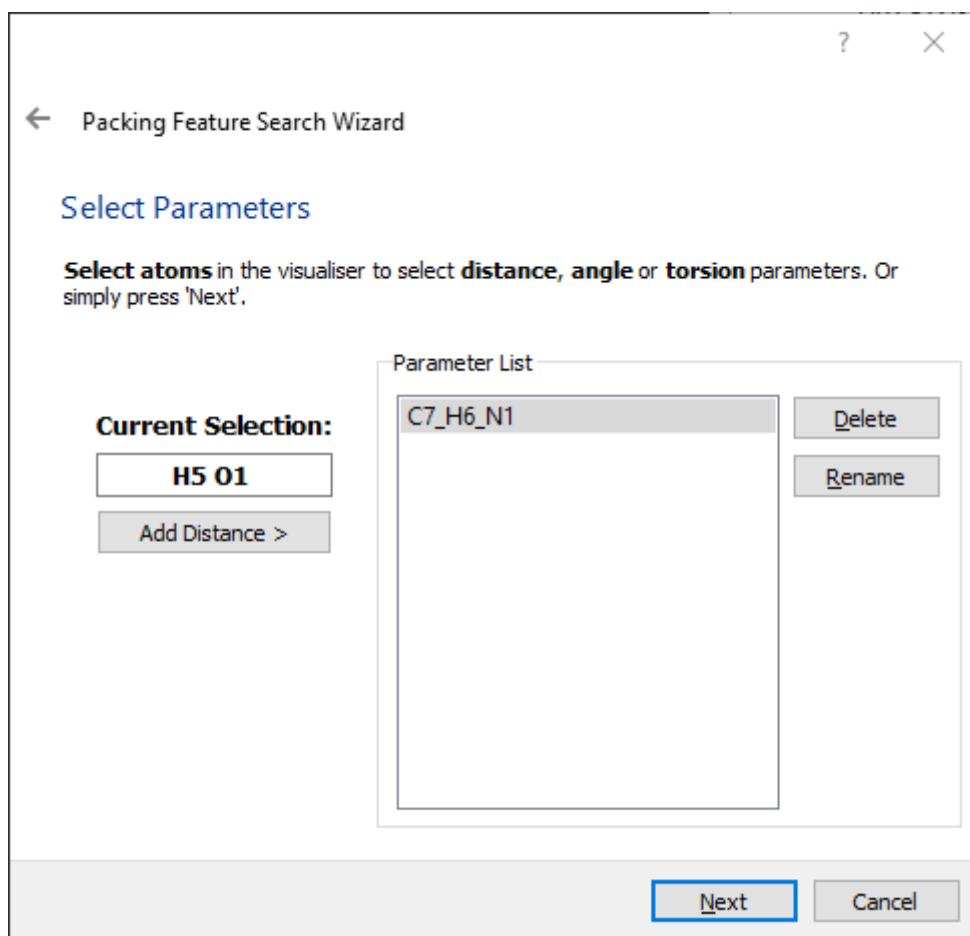 ?
Packing Feature Search Wizard
Select Parameters
Select atoms in the visualiser to select distance, angle or torsion parameters. Or
simply press 'Next'.
Parameter List
Current Selection:
H5 O1
Add Distance >
C7_H6_N1
Delete
Rename
Next
Cancel